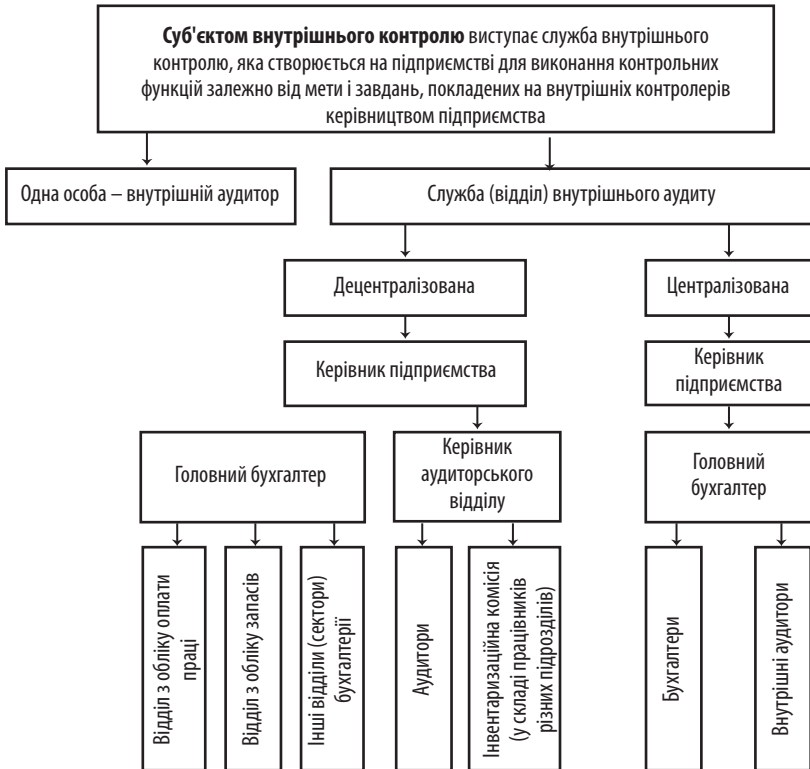 Суб'єктом внутрішнього контролю виступає служба внутрішнього
контролю, яка створюється на підприємстві для виконання контрольних
функцій залежно від мети і завдань, покладених на внутрішніх контролерів
керівництвом підприємства
Одна особа – внутрішній аудитор
Служба (відділ) внутрішнього аудиту
Децентралізована
Централізована
Керівник підприємства
Керівник
підприємства
Головний бухгалтер
Керівник
аудиторського
відділу
Головний
бухгалтер
Відділ з обліку оплати
праці
Відділ з обліку запасів
Інші відділи (сектори)
бухгалтерії
Аудитори
Інвентаризаційна комісія
(у складі працівників
різних підрозділів)
Бухгалтери
Внутрішні аудитори